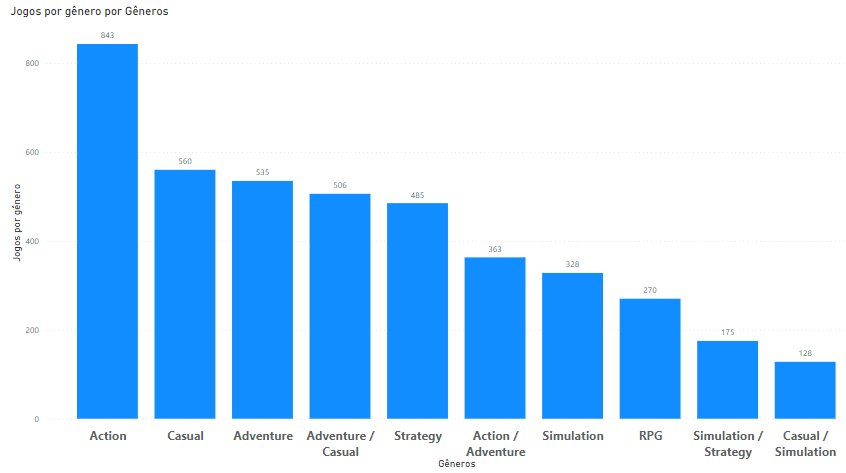 Jogos por gênero por Gêneros
Jogos por gênero
800
600
400
200
0
843
560
535
506
485
363
328
270
175
128
Action
Casual
Adventure
Adventure /
Casual
Strategy
Action /
Adventure
Simulation
RPG
Simulation /
Strategy
Casual /
Simulation
Gêneros